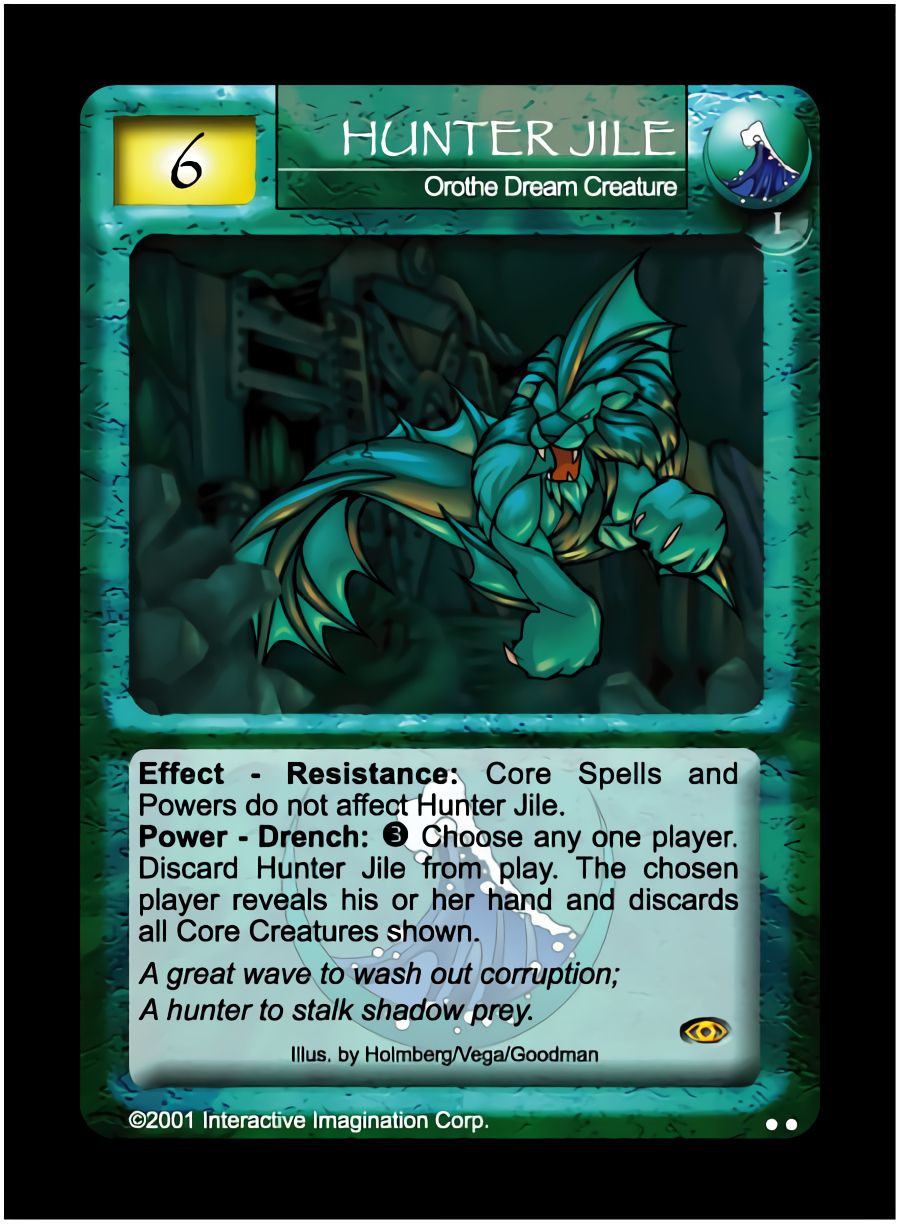 6
HUNTER JILE
Orothe Dream Creature
I
Effect - Resistance: Core Spells and
Powers do not affect Hunter Jile.
Power - Drench: ❸ Choose any one player.
Discard Hunter Jile from play. The chosen
player reveals his or her hand and discards
all Core Creatures shown.
A great wave to wash out corruption;
A hunter to stalk shadow prey.
Illus. by Holmberg/Vega/Goodman
©2001 Interactive Imagination Corp.